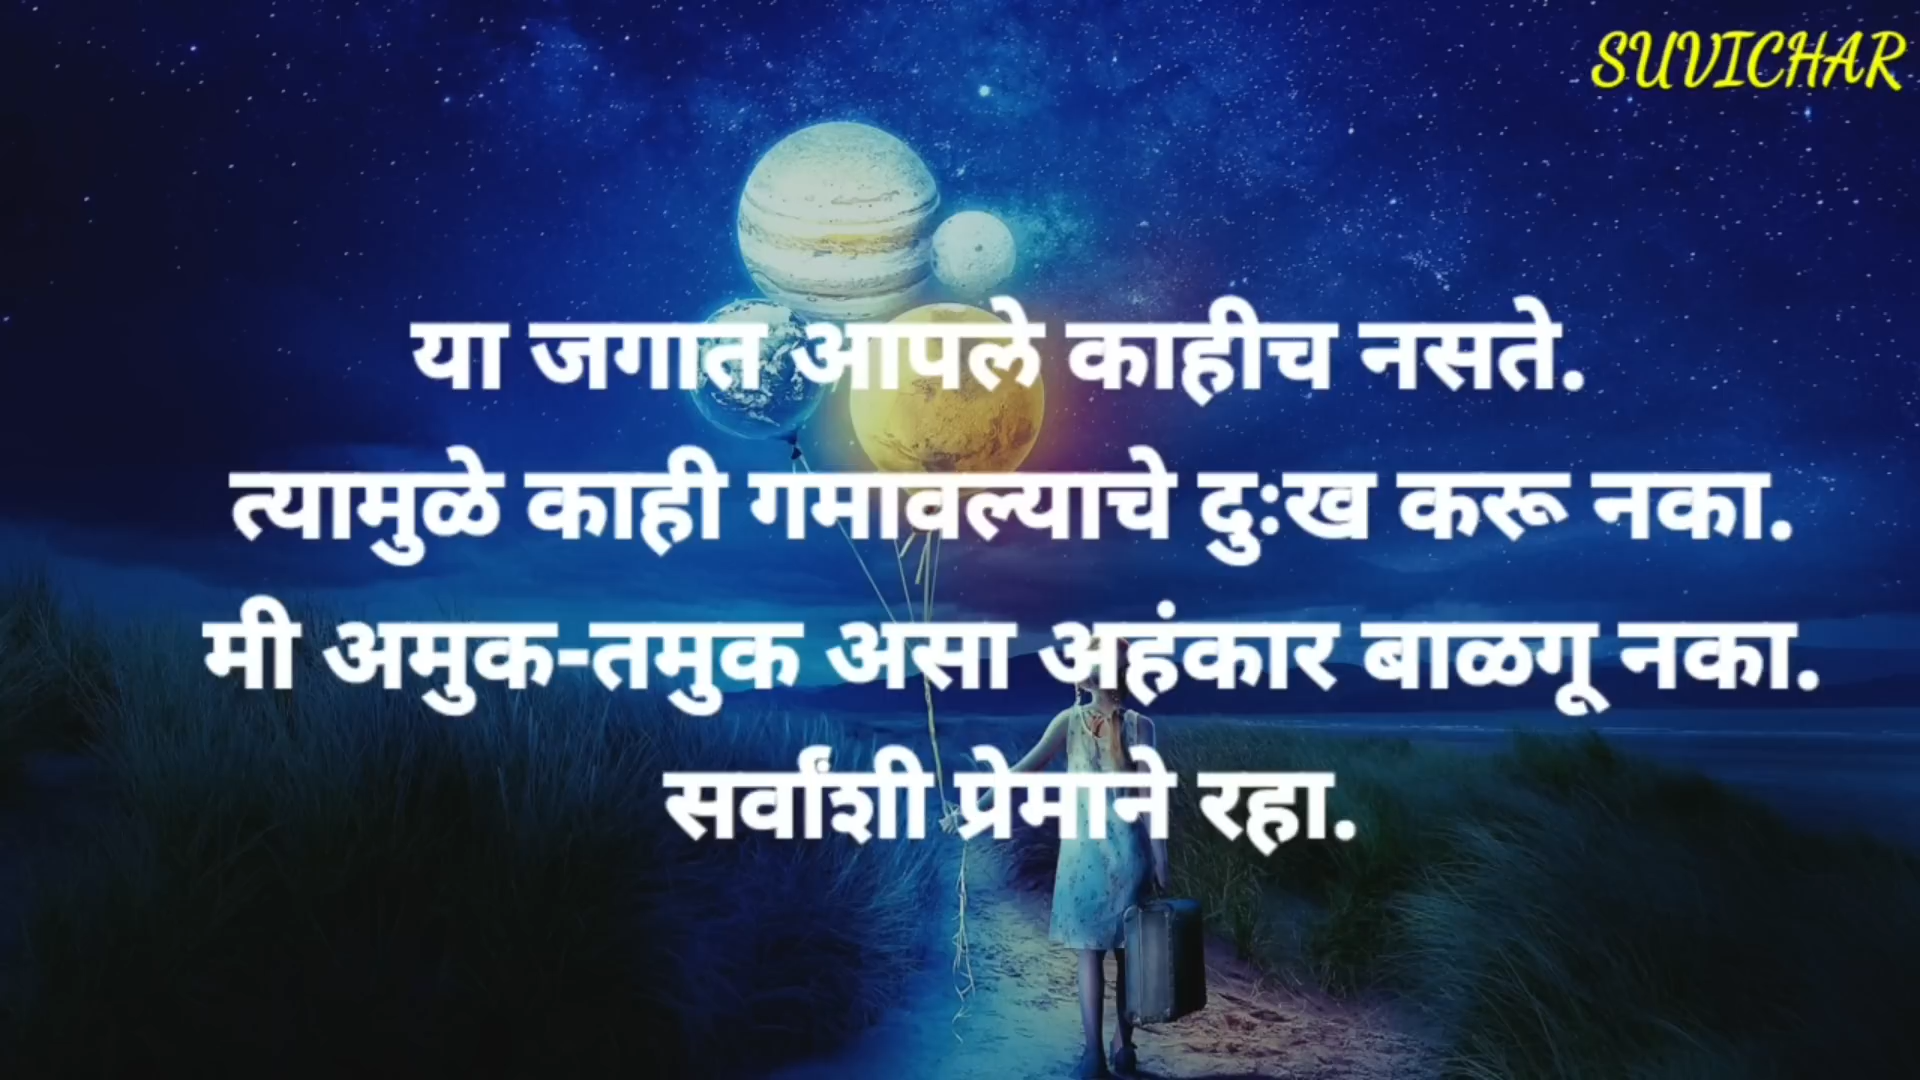 SUVICHAR
या जगात आपले काहीच नसते.
त्यामुळे काही गमावल्याचे दुःख करू नका.
मी अमुक-तमुक असा अहंकार बाळगू नका.
सर्वांशी प्रेमाने रहा.